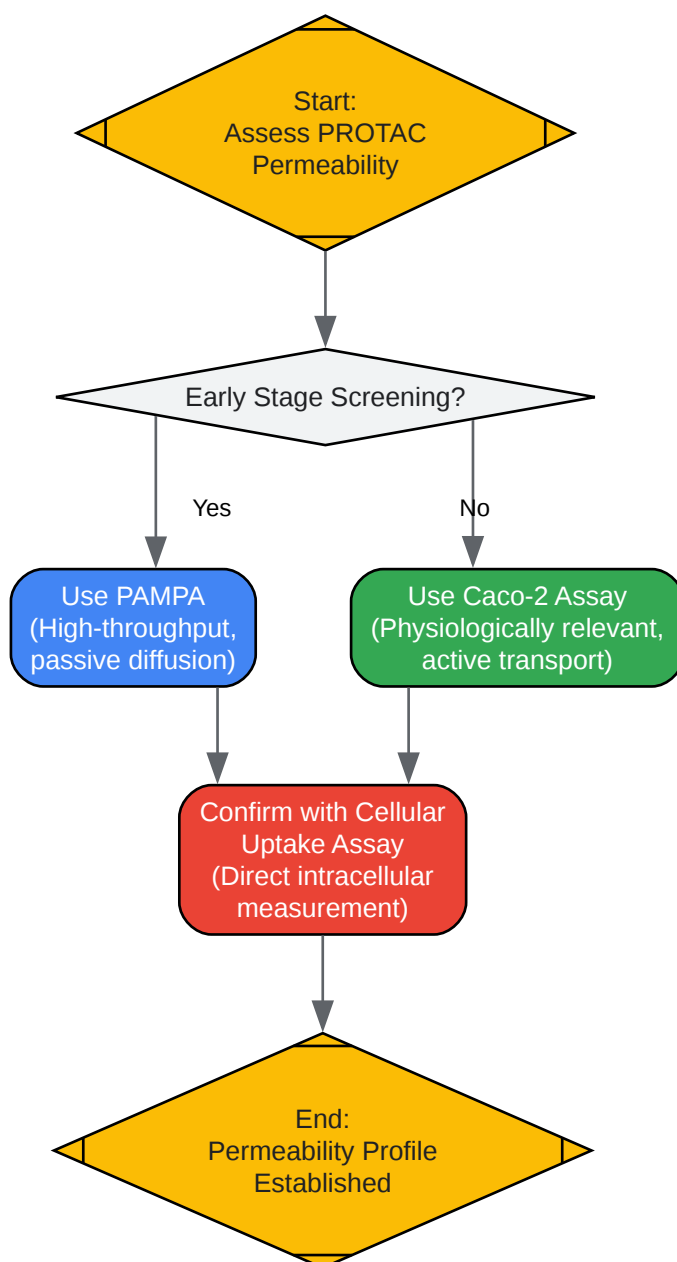 Start:
Assess PROTAC
Permeability
Early Stage Screening?
Yes
No
Use PAMPA
(High-throughput,
passive diffusion)
Use Caco-2 Assay
(Physiologically relevant,
active transport)
Confirm with Cellular
Uptake Assay
(Direct intracellular
measurement)
End:
Permeability Profile
Established